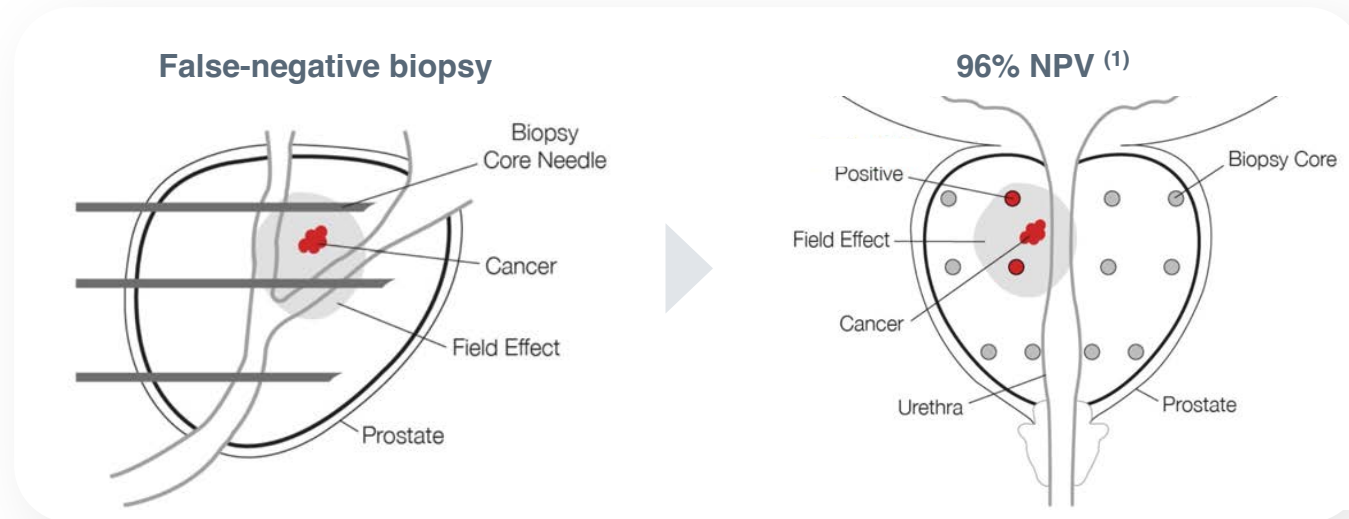 False-negative biopsy
Biopsy
Core Needle
Cancer
Field Effect
Prostate
96% NPV (1)
Positive
Biopsy Core
Field Effect
Cancer
Urethra
Prostate